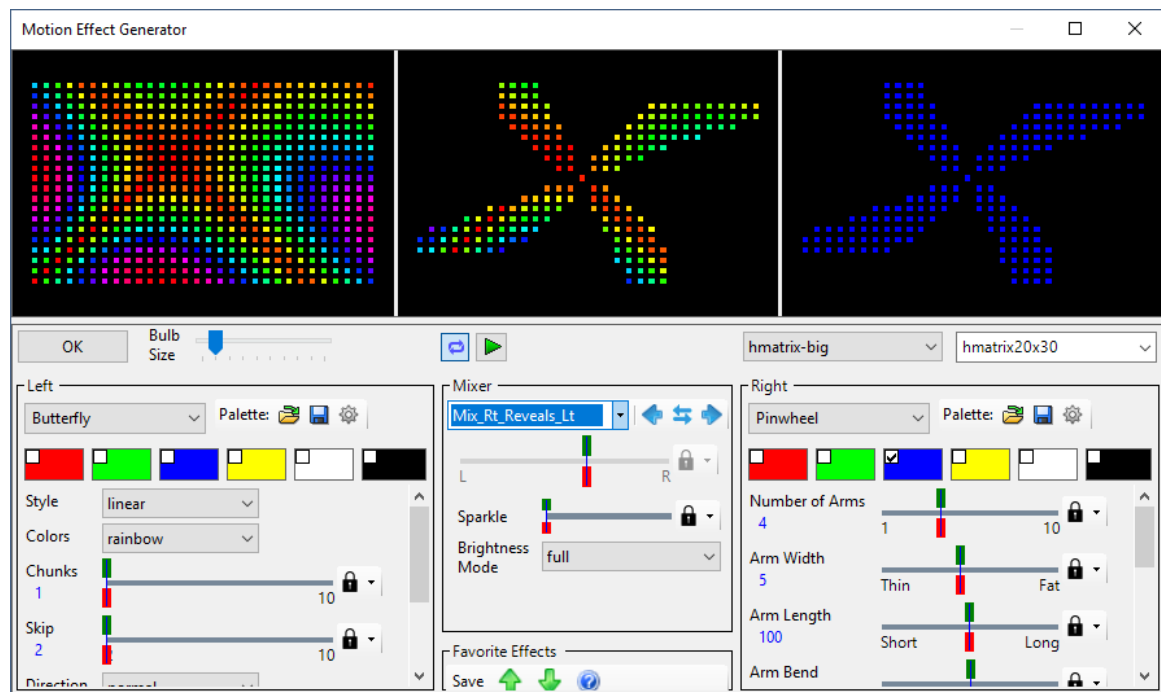 Motion Effect Generator
OK
Bulb
Size
hmatrix-big
hmatrix20x30
Left
Butterfly
Palette:
Style
linear
Colors
rainbow
Chunks
1
10
Skip
2
10
Direction
normal
Mixer
Mix_Rt_Reveals_Lt
L
R
Sparkle
Brightness
Mode
full
Favorite Effects
Save
Right
Pinwheel
Palette:
Number of Arms
4
1
10
Arm Width
5
Thin
Fat
Arm Length
100
Short
Long
Arm Bend